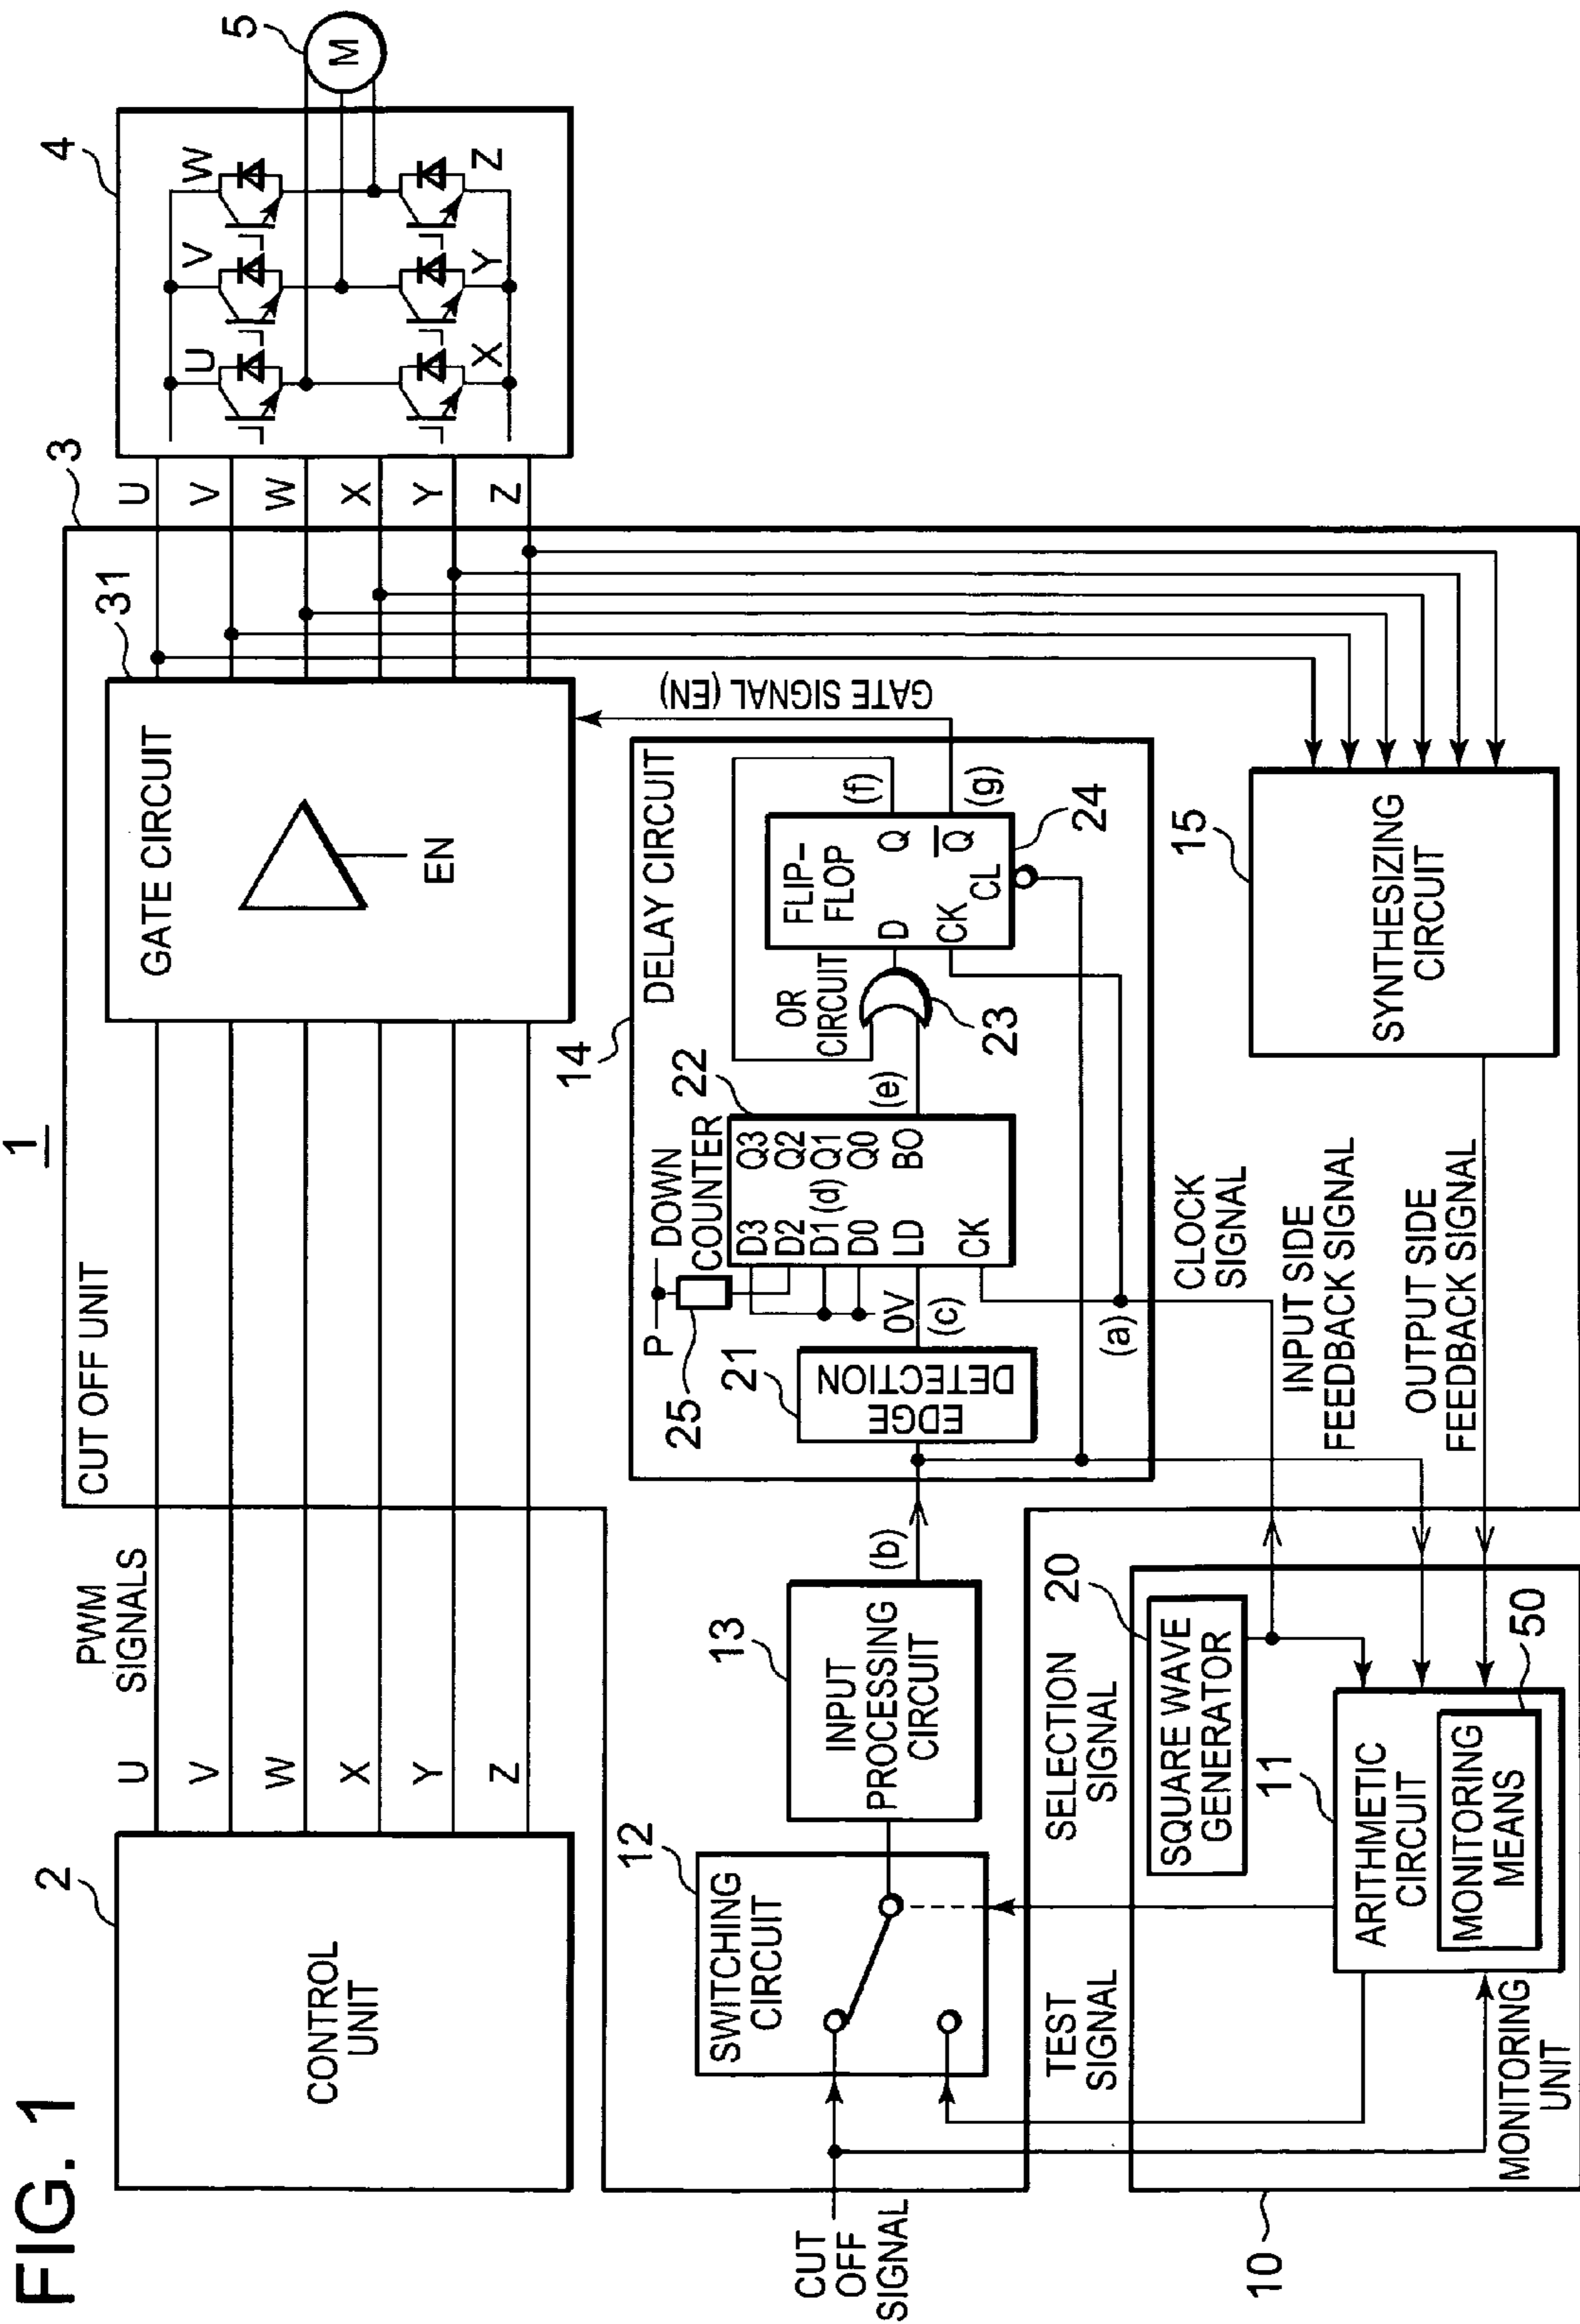 FIG. 1
1
2
CONTROL
UNIT
PWM
SIGNALS
U
V
W
X
Y
Z
CUT OFF UNIT
3
GATE CIRCUIT
31
EN
U
V
W
X
Y
Z
4
U
V
W
X
Y
Z
5
M
CUT
OFF
SIGNAL
SWITCHING
CIRCUIT
12
INPUT
PROCESSING
CIRCUIT
13
(b)
14
DELAY CIRCUIT
P
25
EDGE
DETECTION
21
0V
(c)
DOWN
COUNTER
22
D3
D2
D1
D0
LD
CK
(d)
Q3
Q2
Q1
Q0
BO
(e)
OR
CIRCUIT
23
FLIP-
FLOP
D
CK
CL
Q
Q̅
24
(f)
(g)
GATE SIGNAL (EN)
(a)
CLOCK
SIGNAL
INPUT SIDE
FEEDBACK SIGNAL
OUTPUT SIDE
FEEDBACK SIGNAL
15
SYNTHESIZING
CIRCUIT
TEST
SIGNAL
SELECTION
SIGNAL
20
SQUARE WAVE
GENERATOR
11
ARITHMETIC
CIRCUIT
MONITORING
MEANS
50
MONITORING
UNIT
10